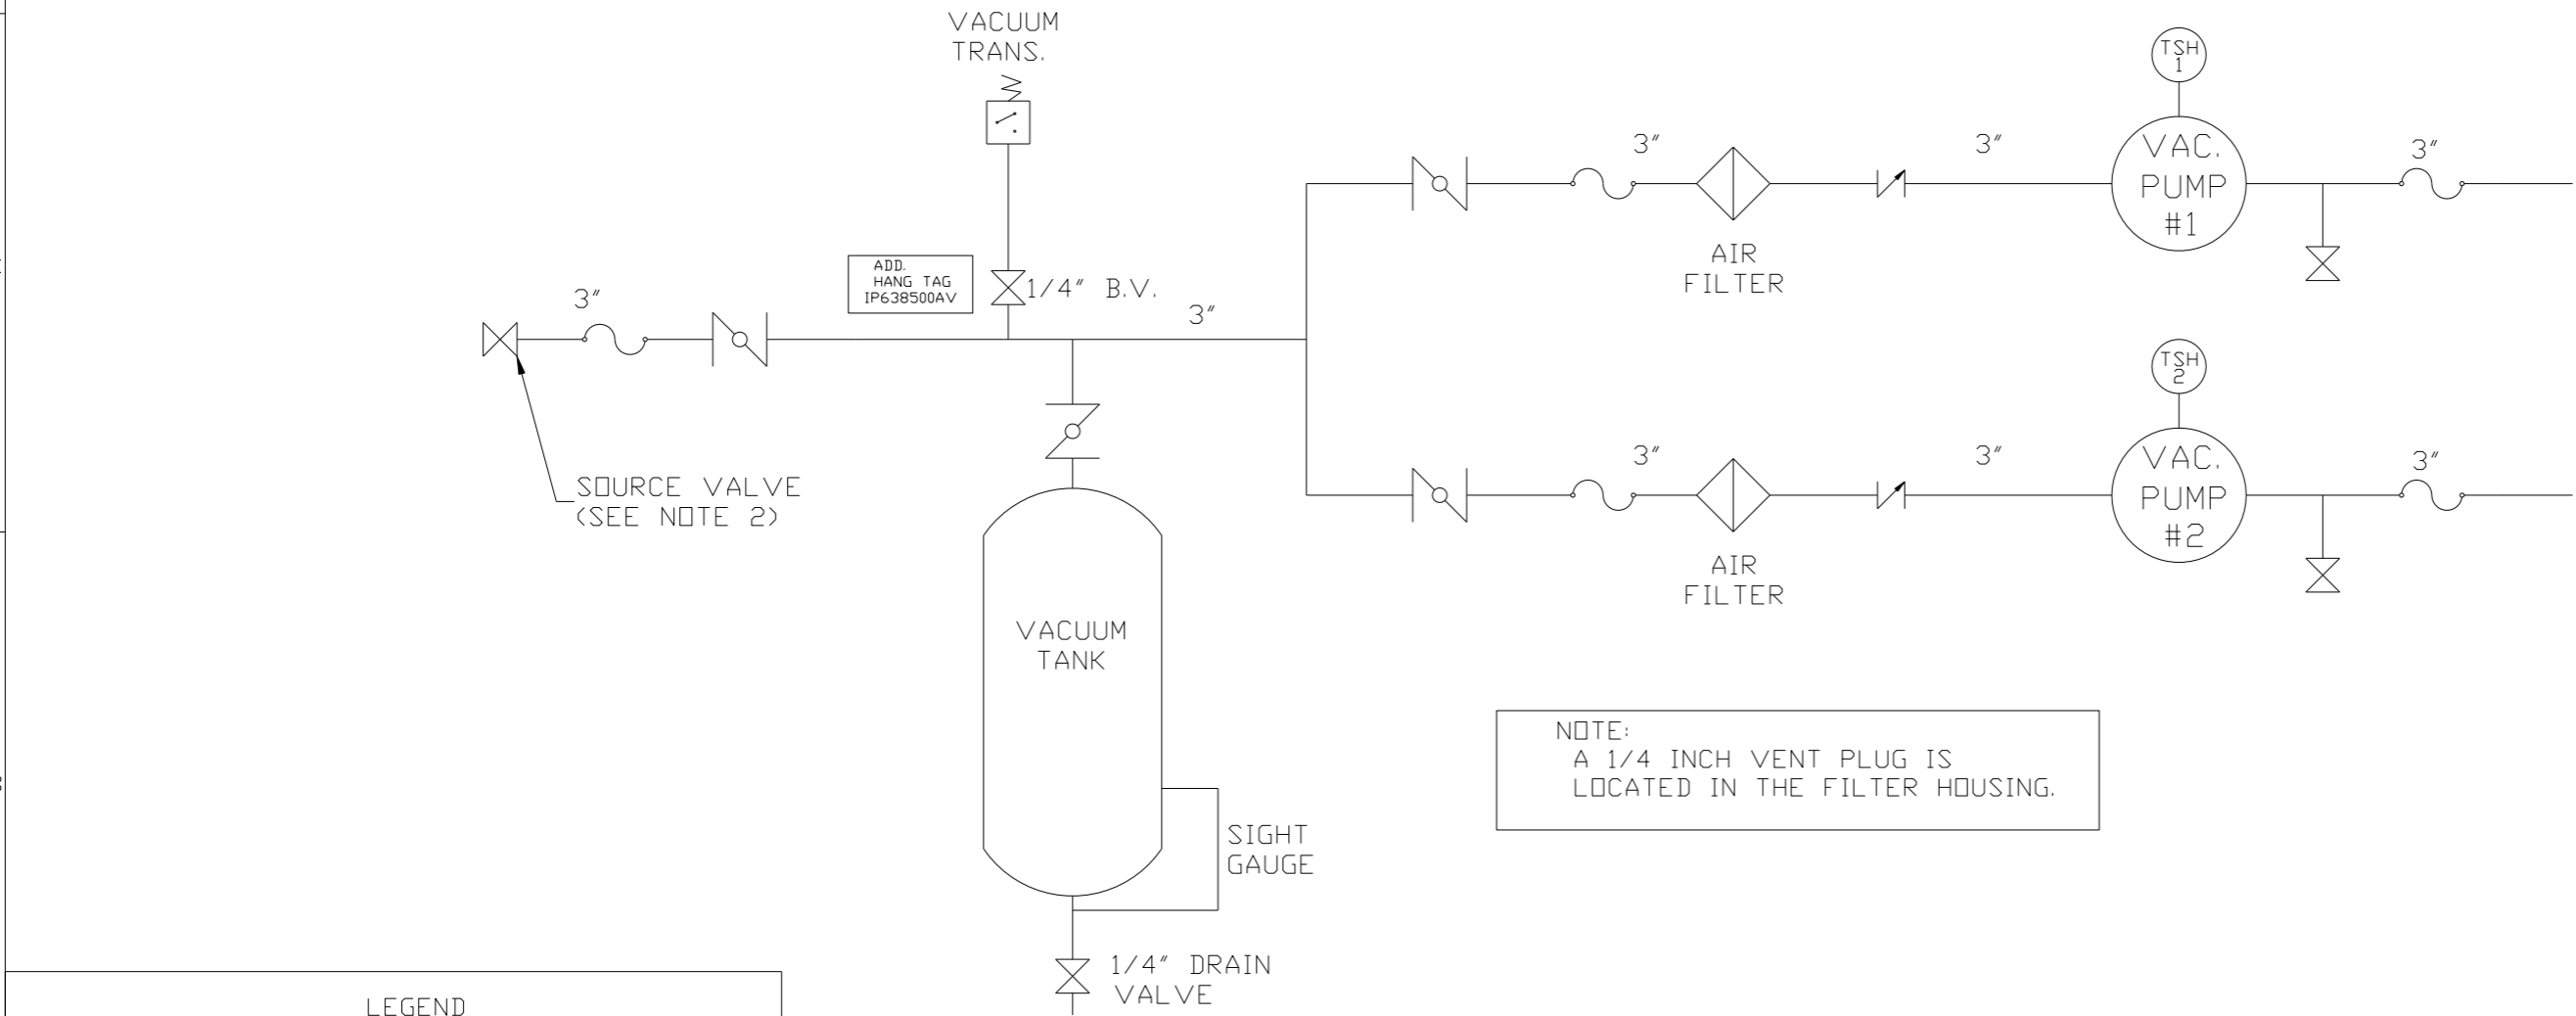 VACUUM
TRANS.
TSH
1
3"
3"
VAC.
PUMP
#1
3"
AIR
FILTER
ADD.
HANG TAG
IP638500AV
1/4" B.V.
3"
3"
SOURCE VALVE
(SEE NOTE 2)
TSH
2
3"
3"
VAC.
PUMP
#2
3"
AIR
FILTER
VACUUM
TANK
NOTE:
A 1/4 INCH VENT PLUG IS
LOCATED IN THE FILTER HOUSING.
SIGHT
GAUGE
1/4" DRAIN
VALVE
LEGEND